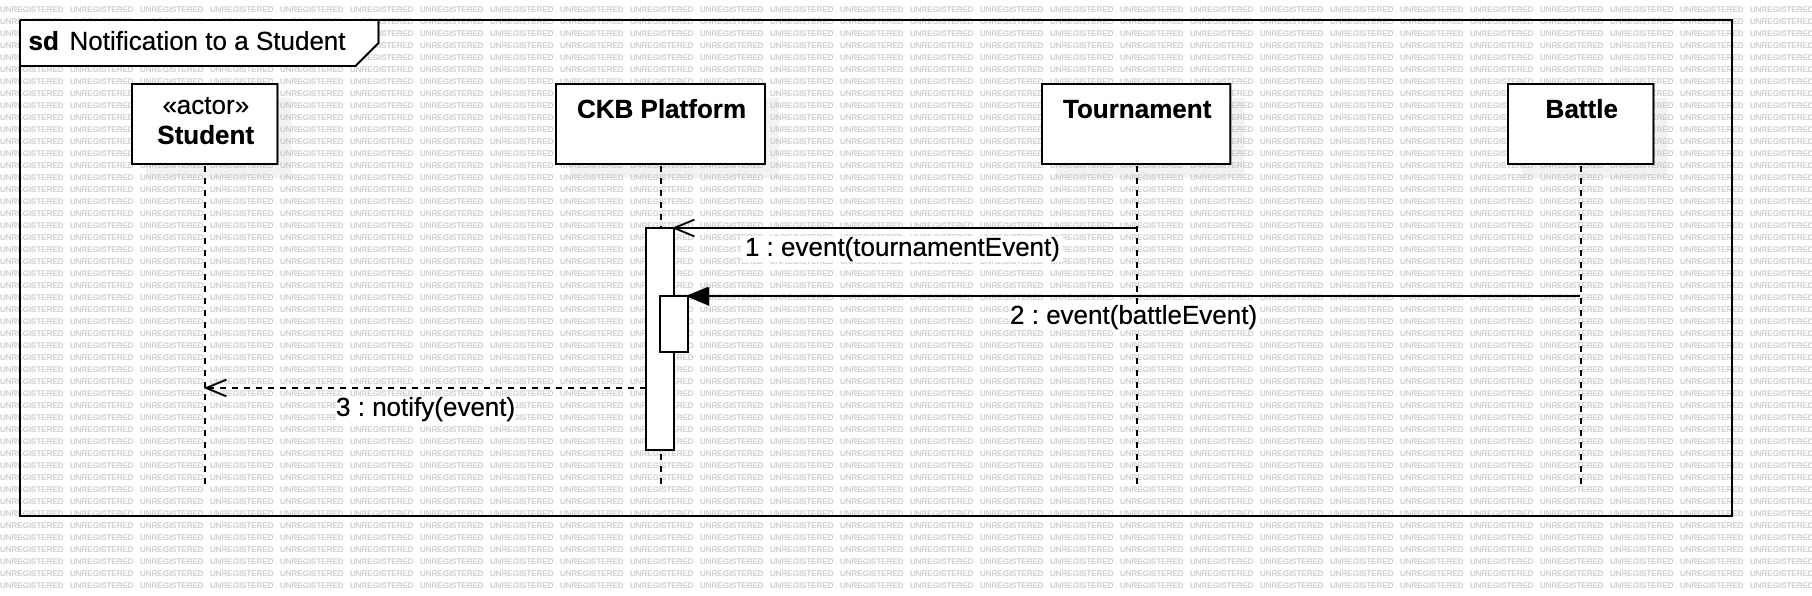 sd Notification to a Student
«actor»
Student
CKB Platform
Tournament
Battle
1 : event(tournamentEvent)
2 : event(battleEvent)
3 : notify(event)
UNREGISTERED